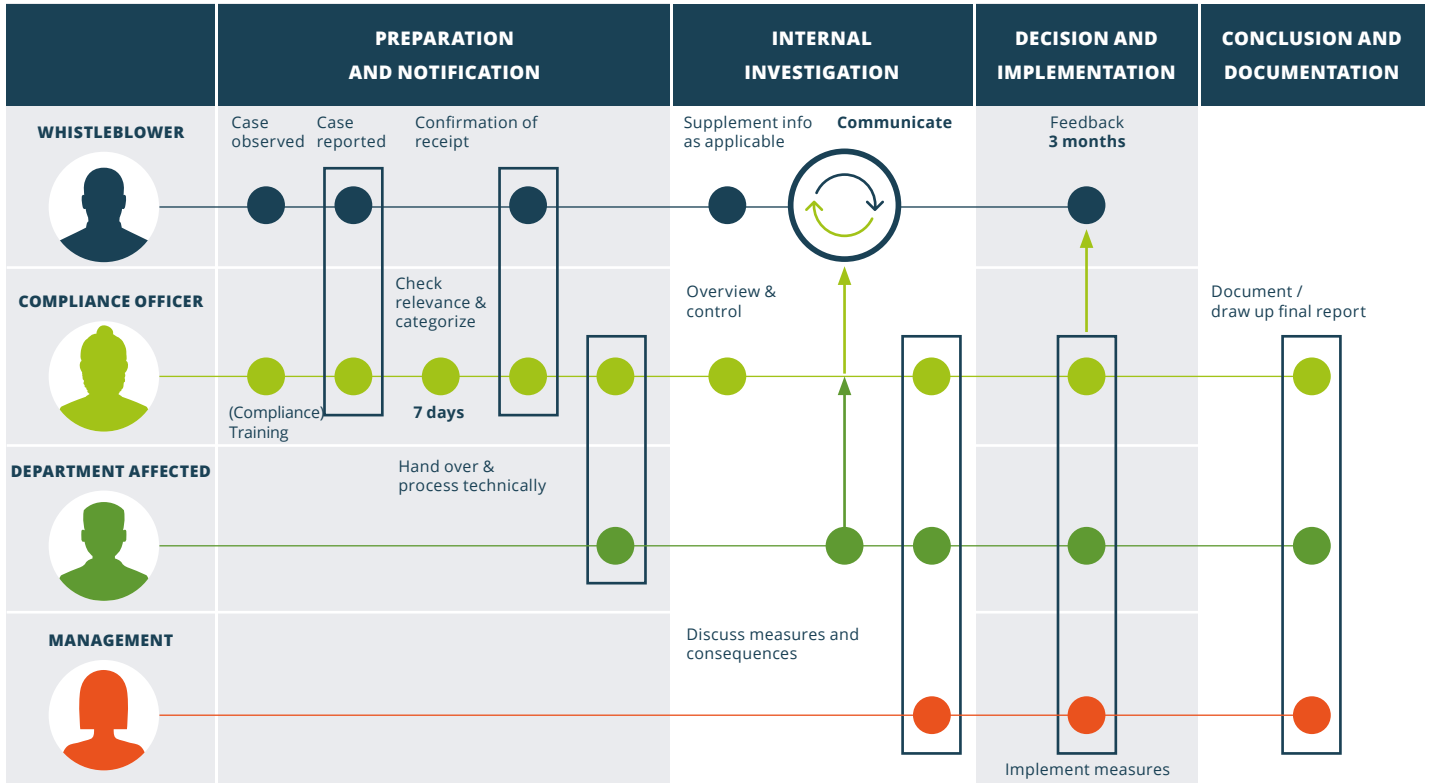 PREPARATION
AND NOTIFICATION
INTERNAL
INVESTIGATION
DECISION AND
IMPLEMENTATION
CONCLUSION AND
DOCUMENTATION
WHISTLEBLOWER
Case
observed
Case
reported
Confirmation of
receipt
Supplement info
as applicable
Communicate
Feedback
3 months
COMPLIANCE OFFICER
Check
relevance &
categorize
Overview &
control
Document /
draw up final report
(Compliance)
Training
7 days
DEPARTMENT AFFECTED
Hand over &
process technically
MANAGEMENT
Discuss measures and
consequences
Implement measures